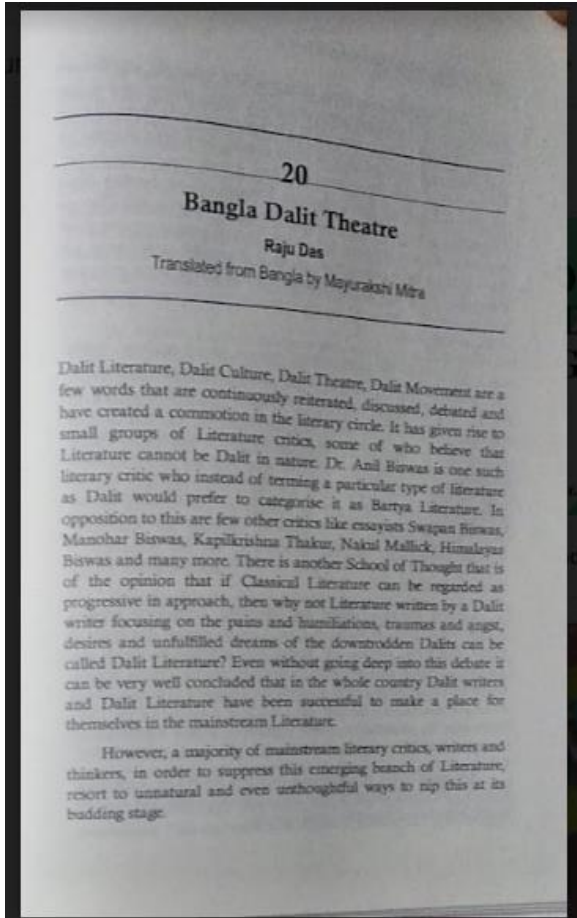 20
Bangla Dalit Theatre
Raju Das
Translated from Bangla by Mayurakshi Mitra
Dalit Literature, Dalit Culture, Dalit Theatre, Dalit Movement are a
few words that are continuously reiterated, discussed, debated and
have created a commotion in the literary circle. It has given rise to
small groups of Literature critics, some of who believe that
Literature cannot be Dalit in nature. Dr. Anil Biswas is one such
literary critic who instead of terming a particular type of literature
as Dalit would prefer to categorise it as Bartya Literature. In
opposition to this are few other critics like essayists Swapan Biswas,
Manohar Biswas, Kapilkrishna Thakur, Nakul Mallick, Himalayas
Biswas and many more. There is another School of Thought that is
of the opinion that if Classical Literature can be regarded as
progressive in approach, then why not Literature written by a Dalit
writer focusing on the pains and humiliations, traumas and angst,
desires and unfulfilled dreams of the downtrodden Dalits can be
called Dalit Literature? Even without going deep into this debate it
can be very well concluded that in the whole country Dalit writers
and Dalit Literature have been successful to make a place for
themselves in the mainstream Literature.
However, a majority of mainstream literary critics, writers and
thinkers, in order to suppress this emerging branch of Literature,
resort to unnatural and even unthoughtful ways to nip this at its
budding stage.